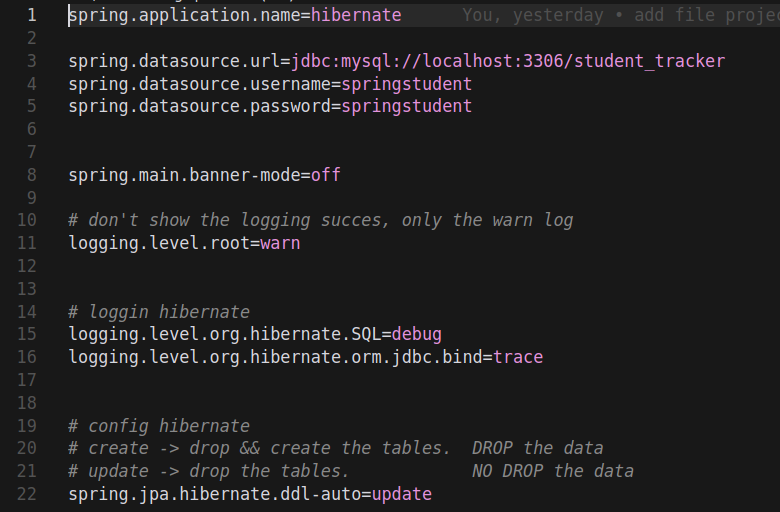 1 spring.application.name=hibernate You, yesterday • add file
2
3 spring.datasource.url=jdbc:mysql://localhost:3306/student_tracker
4 spring.datasource.username=springstudent
5 spring.datasource.password=springstudent
6
7
8 spring.main.banner-mode=off
9
10 # don't show the logging succes, only the warn log
11 logging.level.root=warn
12
13
14 # loggin hibernate
15 logging.level.org.hibernate.SQL=debug
16 logging.level.org.hibernate.orm.jdbc.bind=trace
17
18
19 # config hibernate
20 # create -> drop && create the tables. DROP the data
21 # update -> drop the tables. NO DROP the data
22 spring.jpa.hibernate.ddl-auto=update